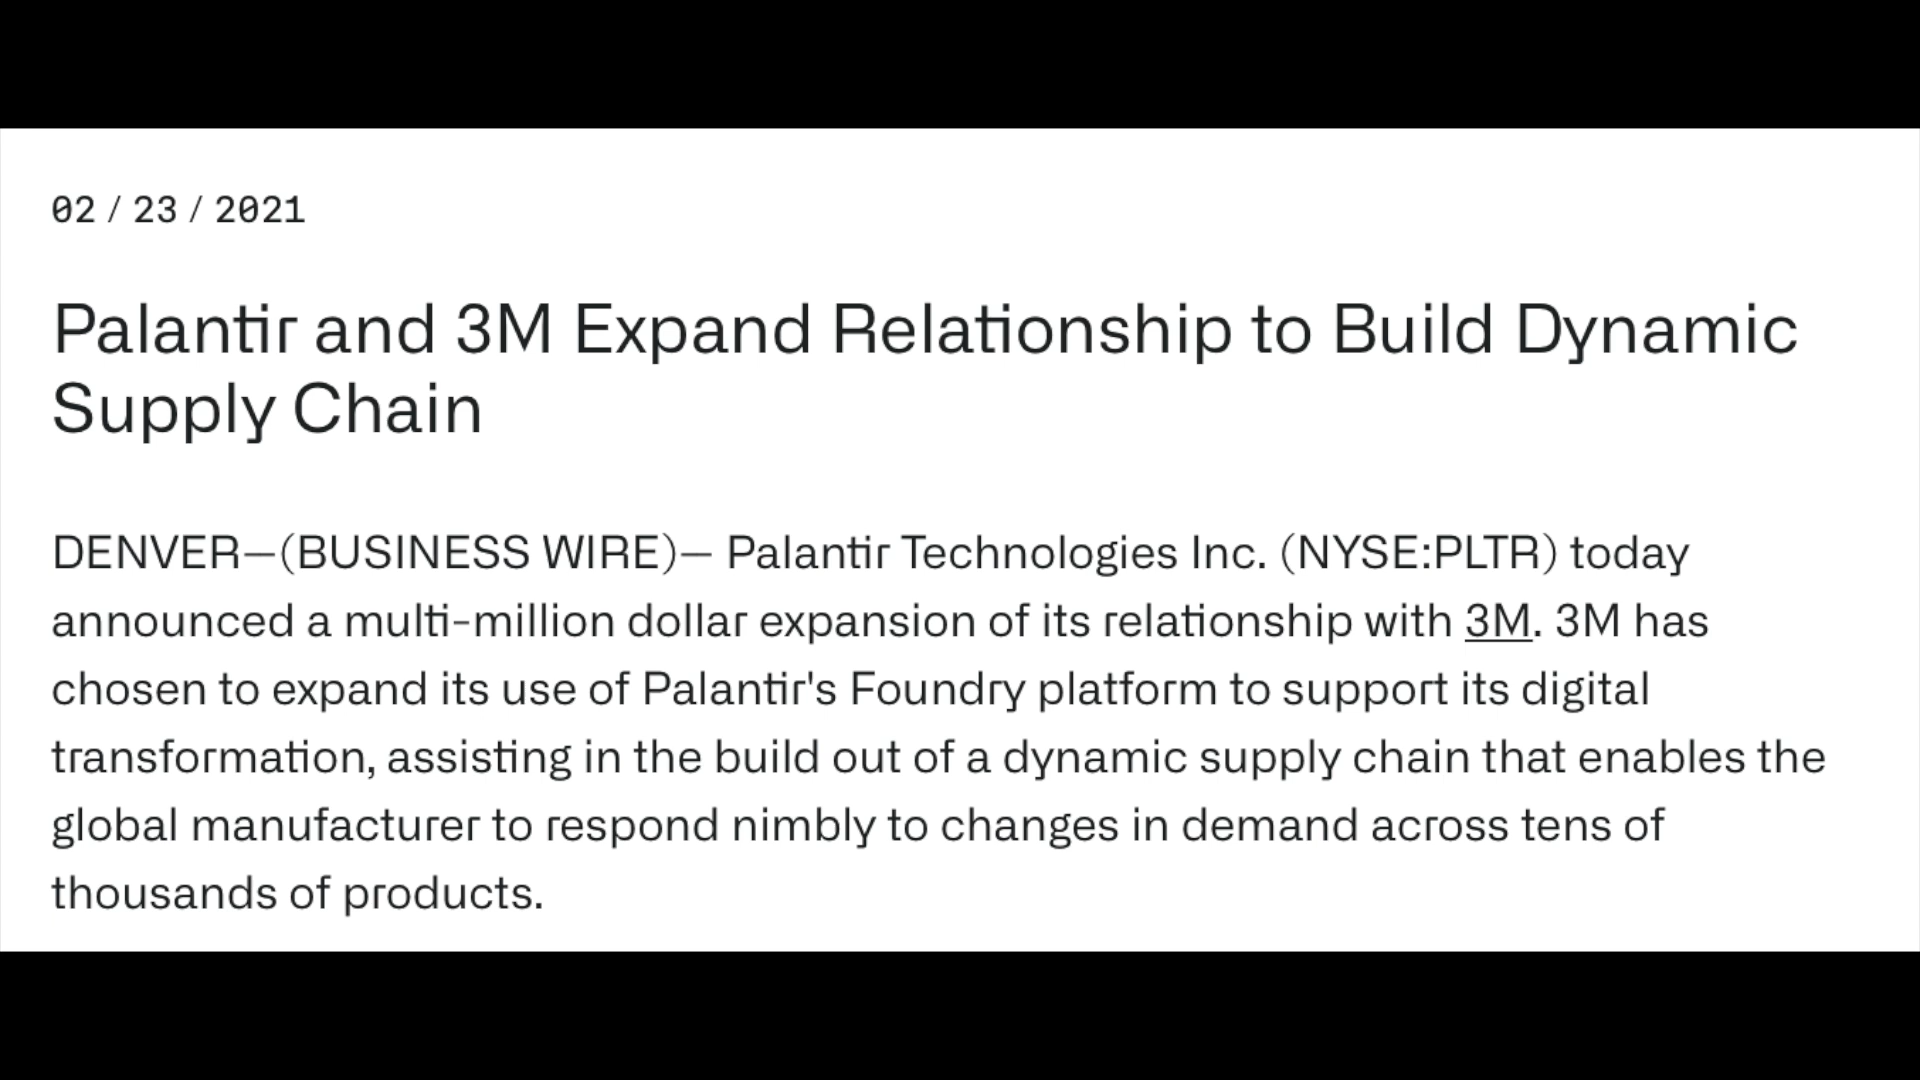 02 / 23 / 2021
Palantir and 3M Expand Relationship to Build Dynamic
Supply Chain
DENVER—(BUSINESS WIRE)— Palantir Technologies Inc. (NYSE:PLTR) today
announced a multi-million dollar expansion of its relationship with 3M. 3M has
chosen to expand its use of Palantir's Foundry platform to support its digital
transformation, assisting in the build out of a dynamic supply chain that enables the
global manufacturer to respond nimbly to changes in demand across tens of
thousands of products.